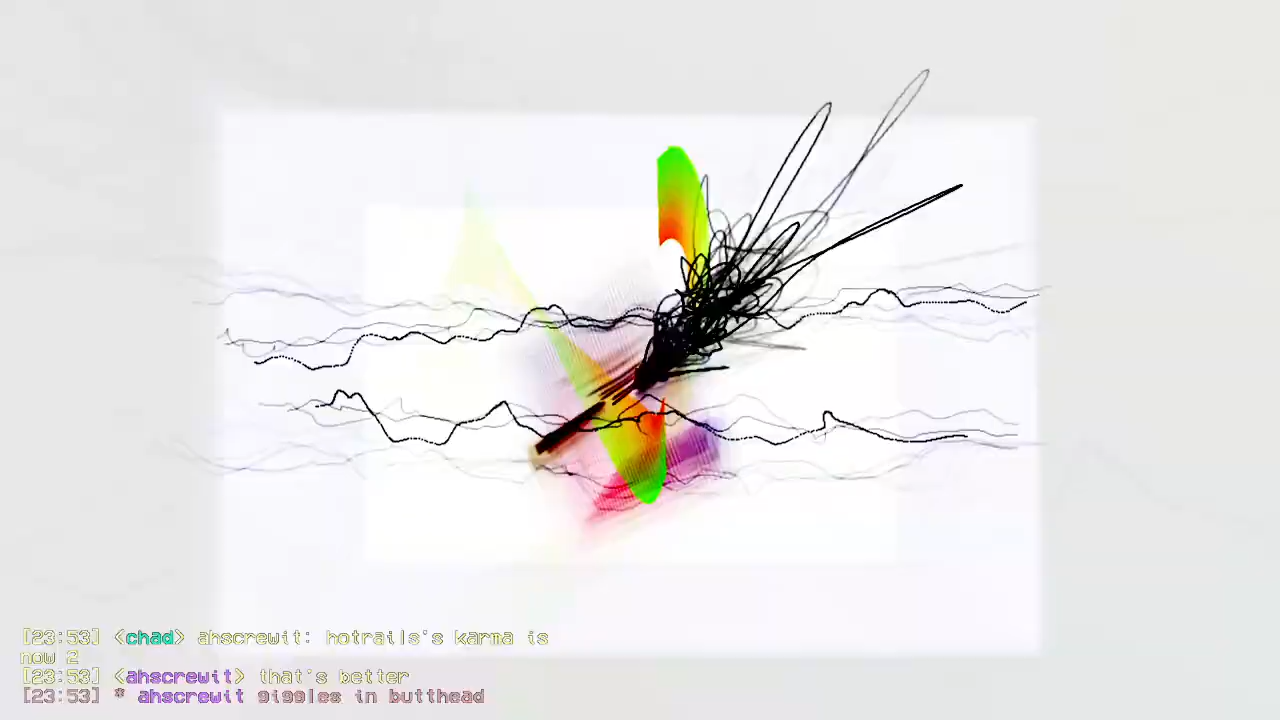 [23:53] <chad> ahscrewit: hotrails's karma is
now 2
[23:53] <ahscrewit> that's better
[23:53] * ahscrewit giggles in butthead